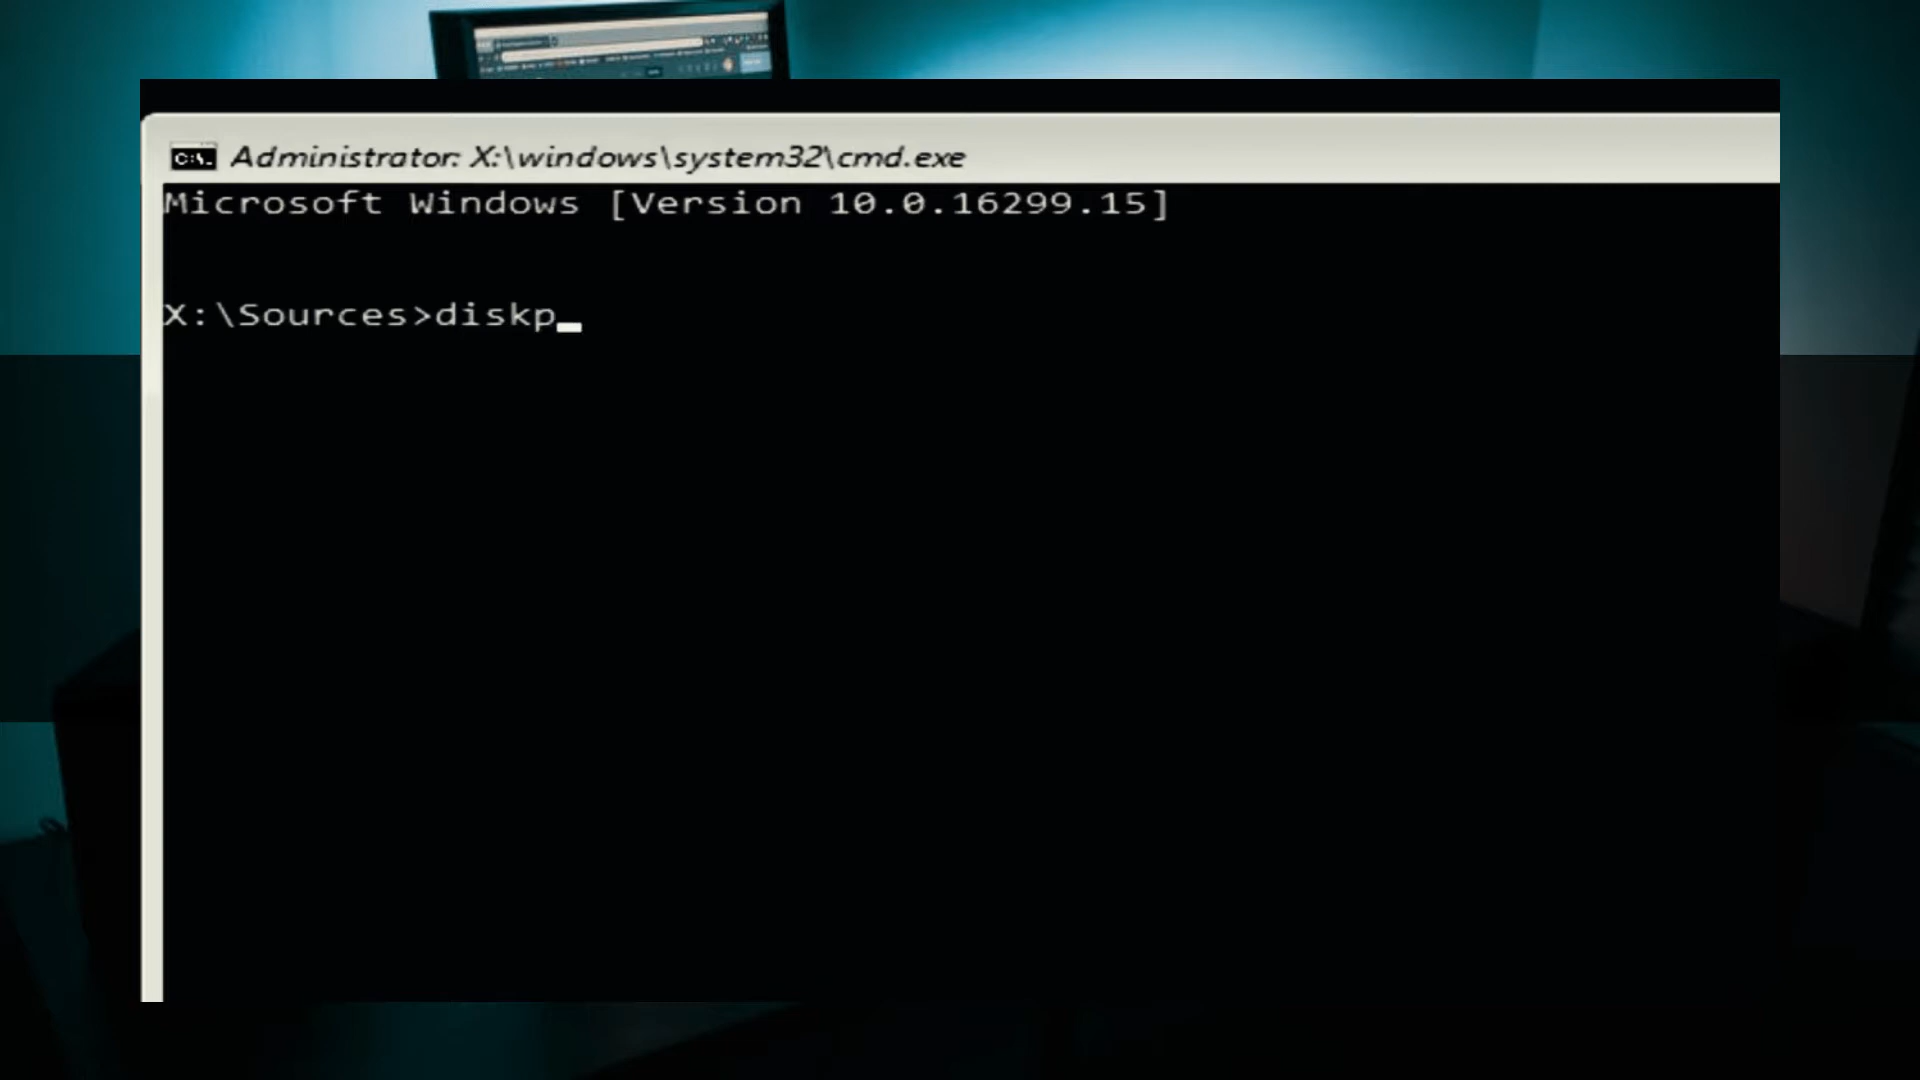 C:\.
Administrator: X:\windows\system32\cmd.exe
Microsoft Windows [Version 10.0.16299.15]
X:\Sources>diskp